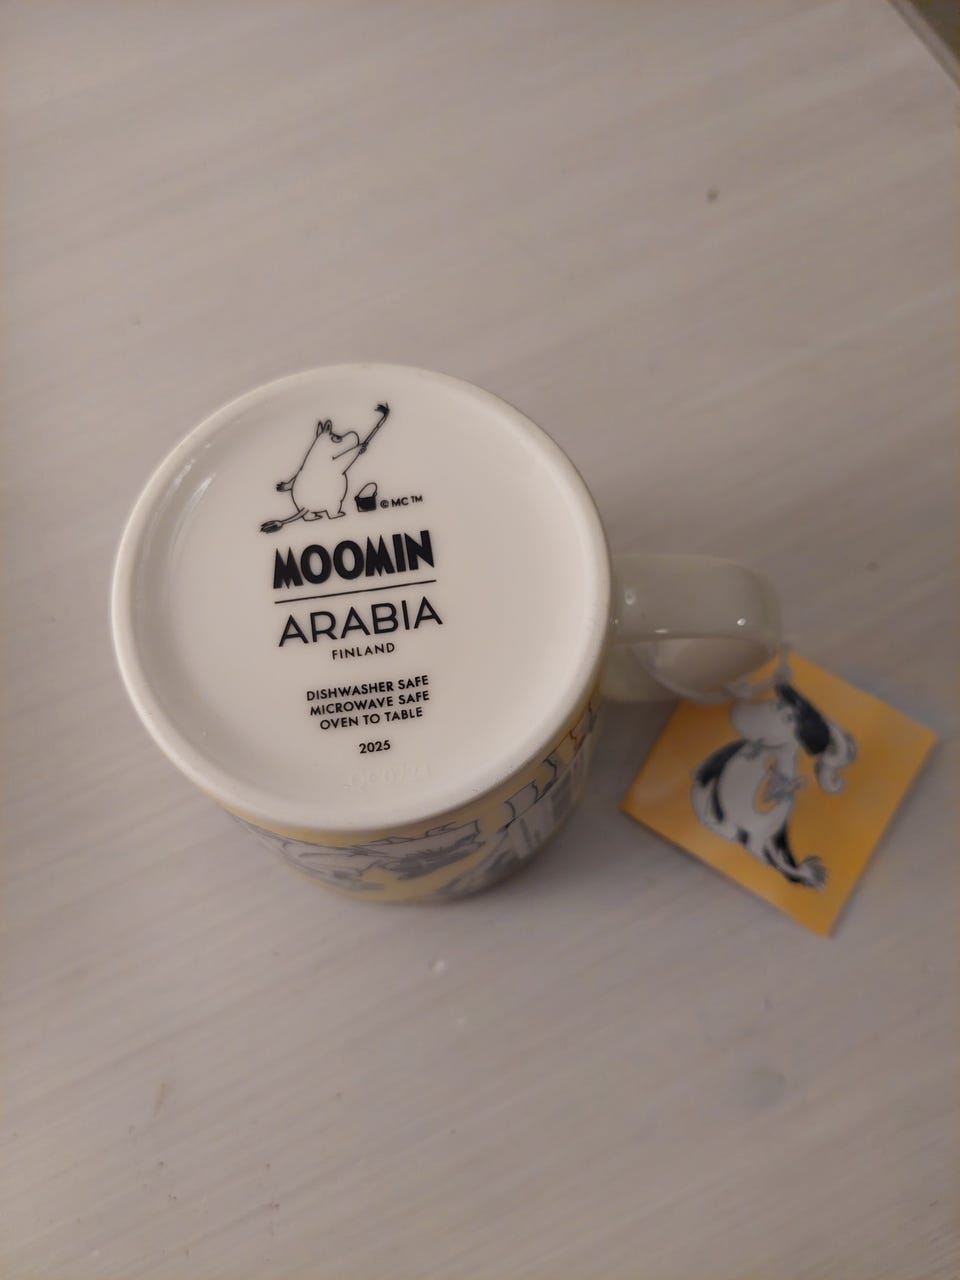 © MC ™
MOOMIN
ARABIA
FINLAND
DISHWASHER SAFE
MICROWAVE SAFE
OVEN TO TABLE
2025